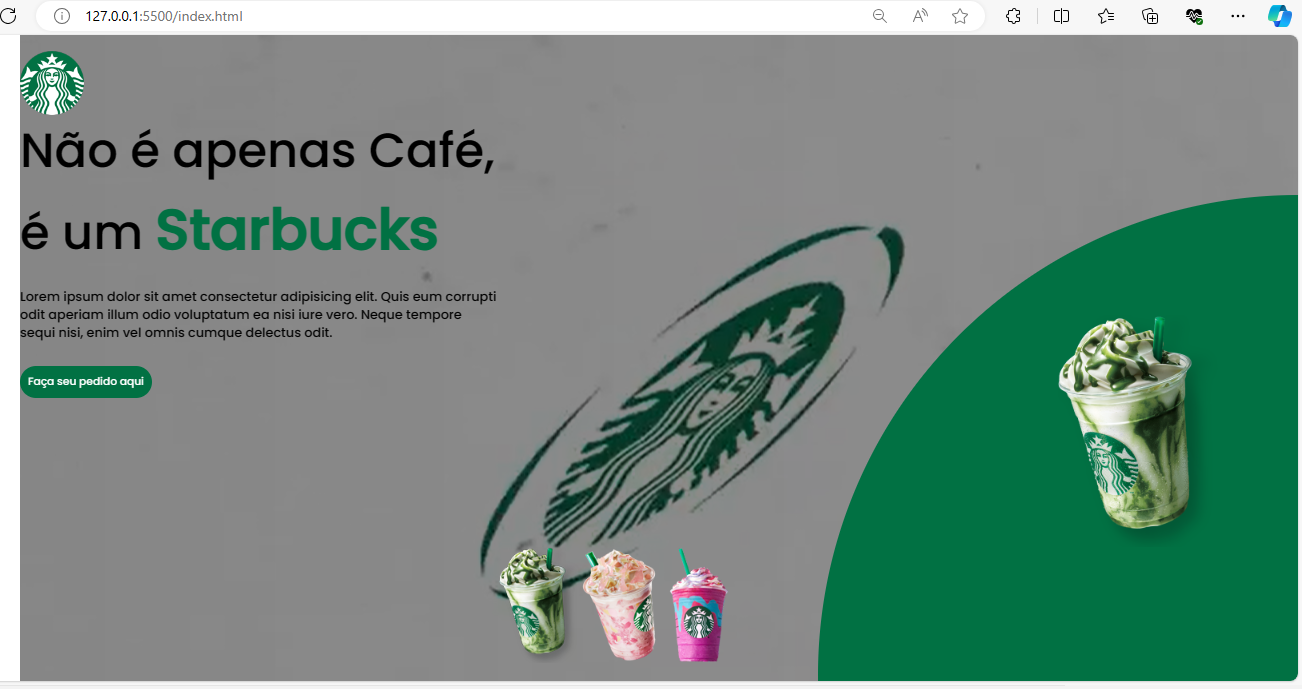 127.0.0.1:5500/index.html
Não é apenas Café,
é um Starbucks
Lorem ipsum dolor sit amet consectetur adipisicing elit. Quis eum corrupti
odit aperiam illum odio voluptatum ea nisi iure vero. Neque tempore
sequi nisi, enim vel omnis cumque delectus odit.
Faça seu pedido aqui